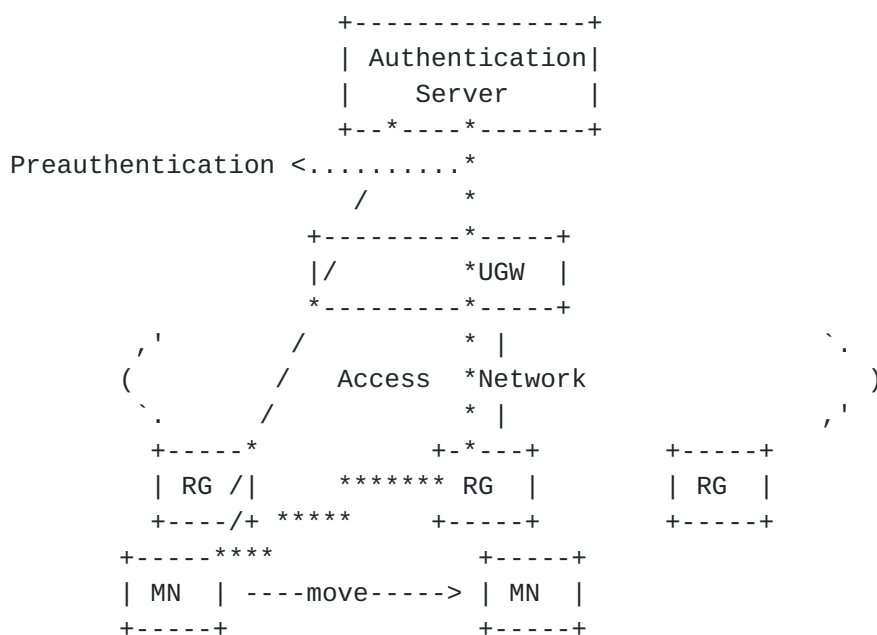 +---------------+
| Authentication|
|    Server     |
+--*----*-------+
Preauthentication <..........*
/      *
+---------*-----+
|/        *UGW  |
*---------*-----+
,'        /          * |                    `.
(         /   Access  *Network                  )
`.       /            * |                    ,'
+-----*           +-*---+        +-----+
| RG /|     ******* RG  |        | RG  |
+----/+ *****     +-----+        +-----+
+-----****             +-----+
| MN  | ----move-----> | MN  |
+-----+                +-----+